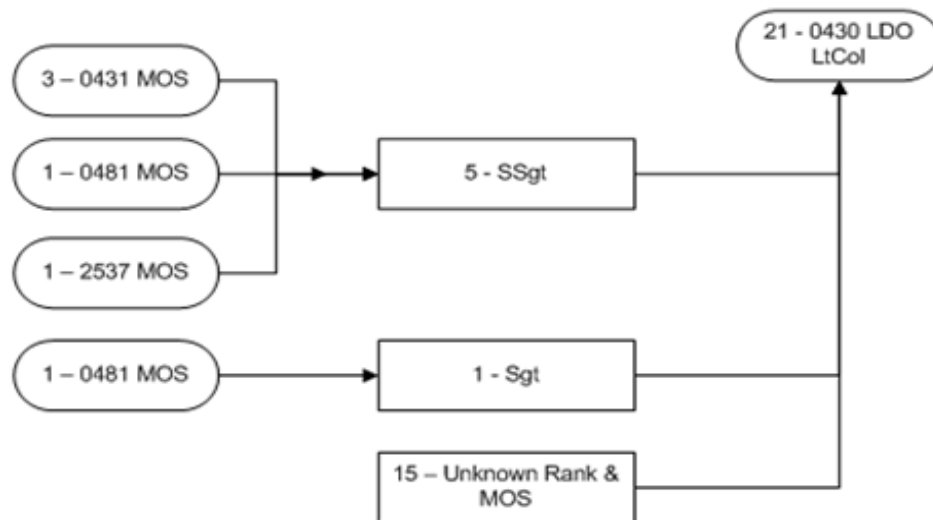 21 - 0430 LDO
LtCol
3 – 0431 MOS
1 – 0481 MOS
5 - SSgt
1 – 2537 MOS
1 – 0481 MOS
1 - Sgt
15 – Unknown Rank &
MOS